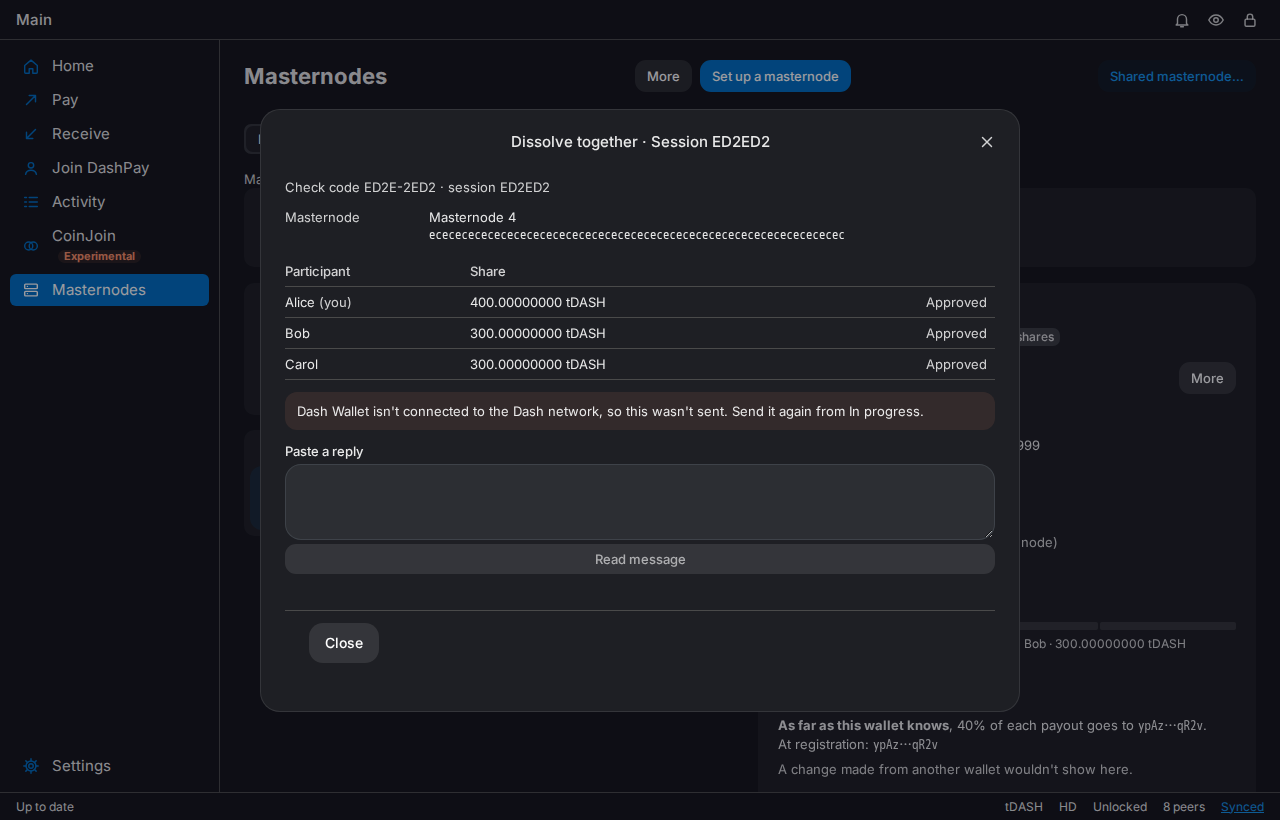 Main
Home
Pay
Receive
Join DashPay
Activity
CoinJoin
Experimental
Masternodes
Settings
Masternodes
More
Set up a masternode
Shared masternode…
Dissolve together · Session ED2ED2
Check code ED2E-2ED2 · session ED2ED2
Masternode
Masternode 4
ecececececececececececececececececececececececececececececececec
Participant Share
Alice (you) 400.00000000 tDASH Approved
Bob 300.00000000 tDASH Approved
Carol 300.00000000 tDASH Approved
Dash Wallet isn't connected to the Dash network, so this wasn't sent. Send it again from In progress.
Paste a reply
Read message
Close
shares
More
999
node)
Bob · 300.00000000 tDASH
As far as this wallet knows, 40% of each payout goes to ypAz…qR2v.
At registration: ypAz…qR2v
A change made from another wallet wouldn't show here.
Up to date
tDASH HD Unlocked 8 peers Synced